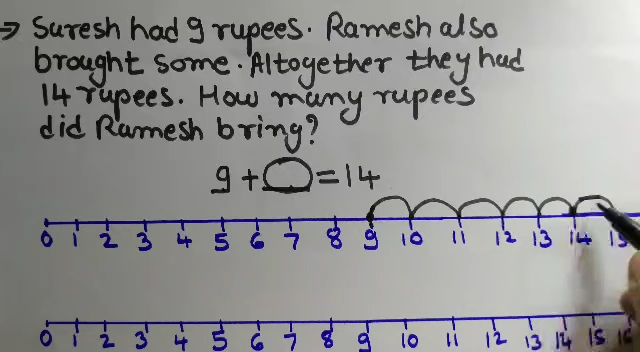 → Suresh had 9 rupees. Ramesh also
brought some. Altogether they had
14 rupees. How many rupees
did Ramesh bring?
9 + ◯ = 14
0 1 2 3 4 5 6 7 8 9 10 11 12 13 14 15
0 1 2 3 4 5 6 7 8 9 10 11 12 13 14 15 16